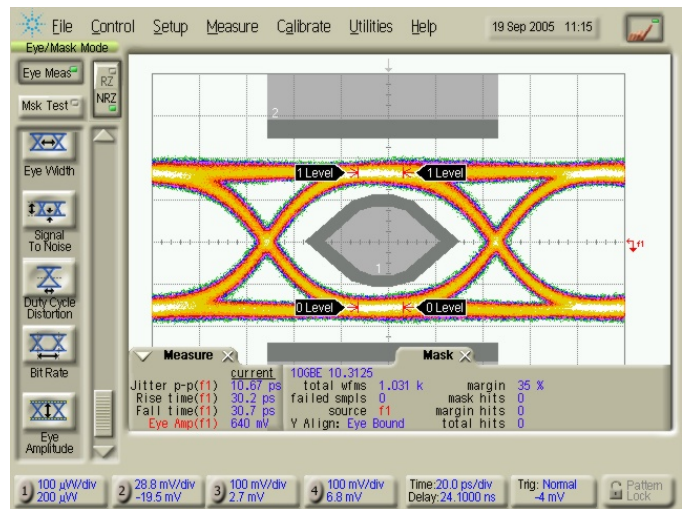 File Control Setup Measure Calibrate Utilities Help 19 Sep 2005 11:15
Eye/Mask Mode
Eye Meas
RZ
Msk Test
NRZ
2
Eye Width
1 Level 1 Level
Signal
To Noise
f1
1
Duty Cycle
Distortion
0 Level 0 Level
Bit Rate
Measure Mask
current
Jitter p-p(f1) 10.67 ps
Rise time(f1) 30.2 ps
Fall time(f1) 30.7 ps
Eye Amp(f1) 640 mV
10GBE 10.3125
total wfms 1.031 k margin 35 %
failed smpls 0 mask hits 0
source f1 margin hits 0
Y Align: Eye Bound total hits 0
Eye
Amplitude
1) 100 µW/div
200 µW
2) 28.8 mV/div
-19.5 mV
3) 100 mV/div
2.7 mV
4) 100 mV/div
6.8 mV
Time:20.0 ps/div
Delay:24.1000 ns
Trig: Normal
-4 mV
Pattern
Lock